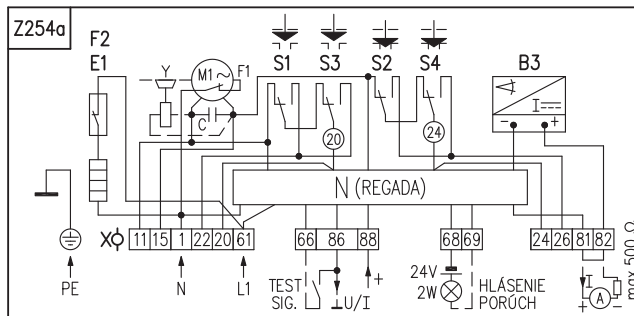 Z254a
F2
E1
Y
M1 ~
F1
C
S1 S3 S2 S4
B3
I
- +
20
24
N (REGADA)
X
11 15 1 22 20 61
66 86 88
68 69
24 26 81 82
PE
N
L1
TEST
SIG.
U/I
+
24V
2W
HLÁSENIE
PORÚCH
I
+ A -
max 500 Ω